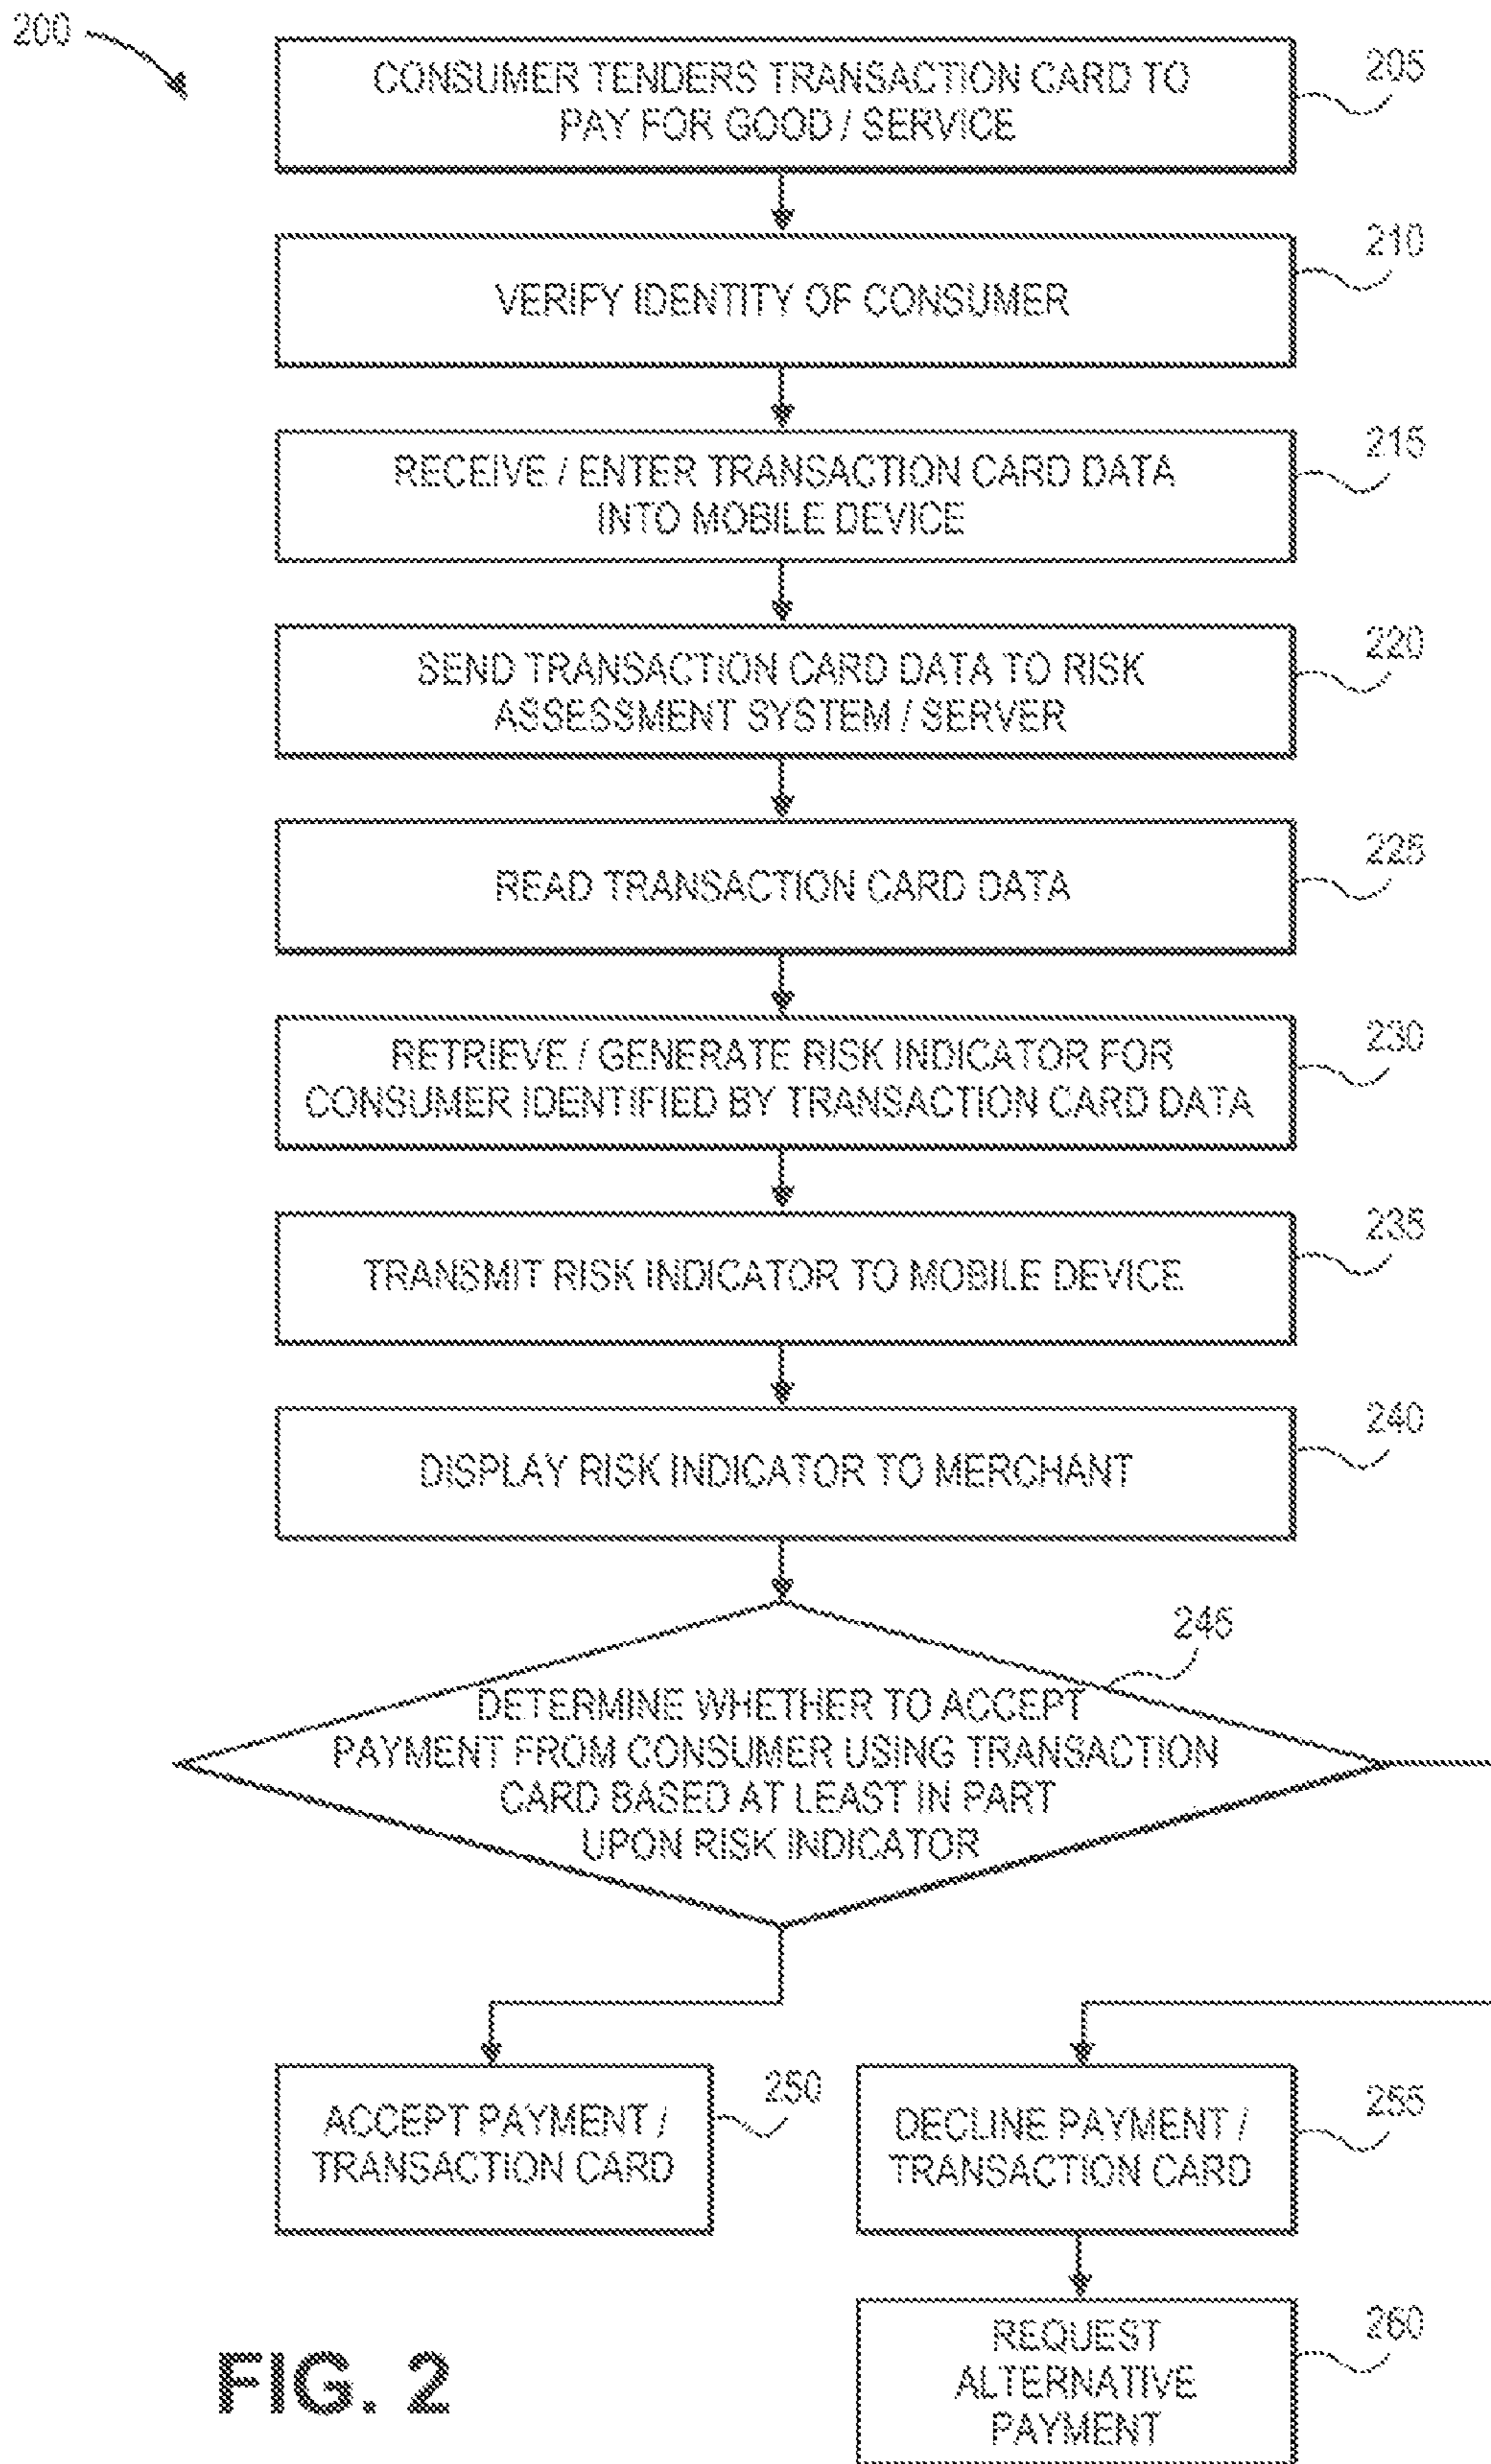 200
CONSUMER TENDERS TRANSACTION CARD TO
PAY FOR GOOD / SERVICE
205
VERIFY IDENTITY OF CONSUMER
210
RECEIVE / ENTER TRANSACTION CARD DATA
INTO MOBILE DEVICE
215
SEND TRANSACTION CARD DATA TO RISK
ASSESSMENT SYSTEM / SERVER
220
READ TRANSACTION CARD DATA
225
RETRIEVE / GENERATE RISK INDICATOR FOR
CONSUMER IDENTIFIED BY TRANSACTION CARD DATA
230
TRANSMIT RISK INDICATOR TO MOBILE DEVICE
235
DISPLAY RISK INDICATOR TO MERCHANT
240
DETERMINE WHETHER TO ACCEPT
PAYMENT FROM CONSUMER USING TRANSACTION
CARD BASED AT LEAST IN PART
UPON RISK INDICATOR
245
ACCEPT PAYMENT /
TRANSACTION CARD
250
DECLINE PAYMENT /
TRANSACTION CARD
255
REQUEST
ALTERNATIVE
PAYMENT
260
FIG. 2